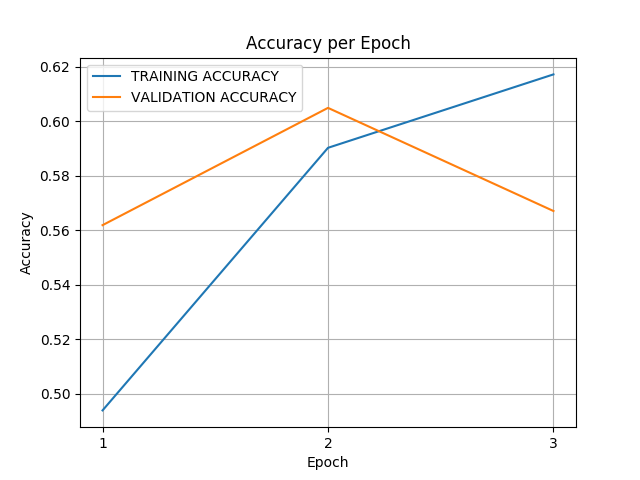 Accuracy per Epoch
TRAINING ACCURACY
VALIDATION ACCURACY
0.62
0.60
0.58
0.56
0.54
0.52
0.50
Accuracy
1 2 3
Epoch